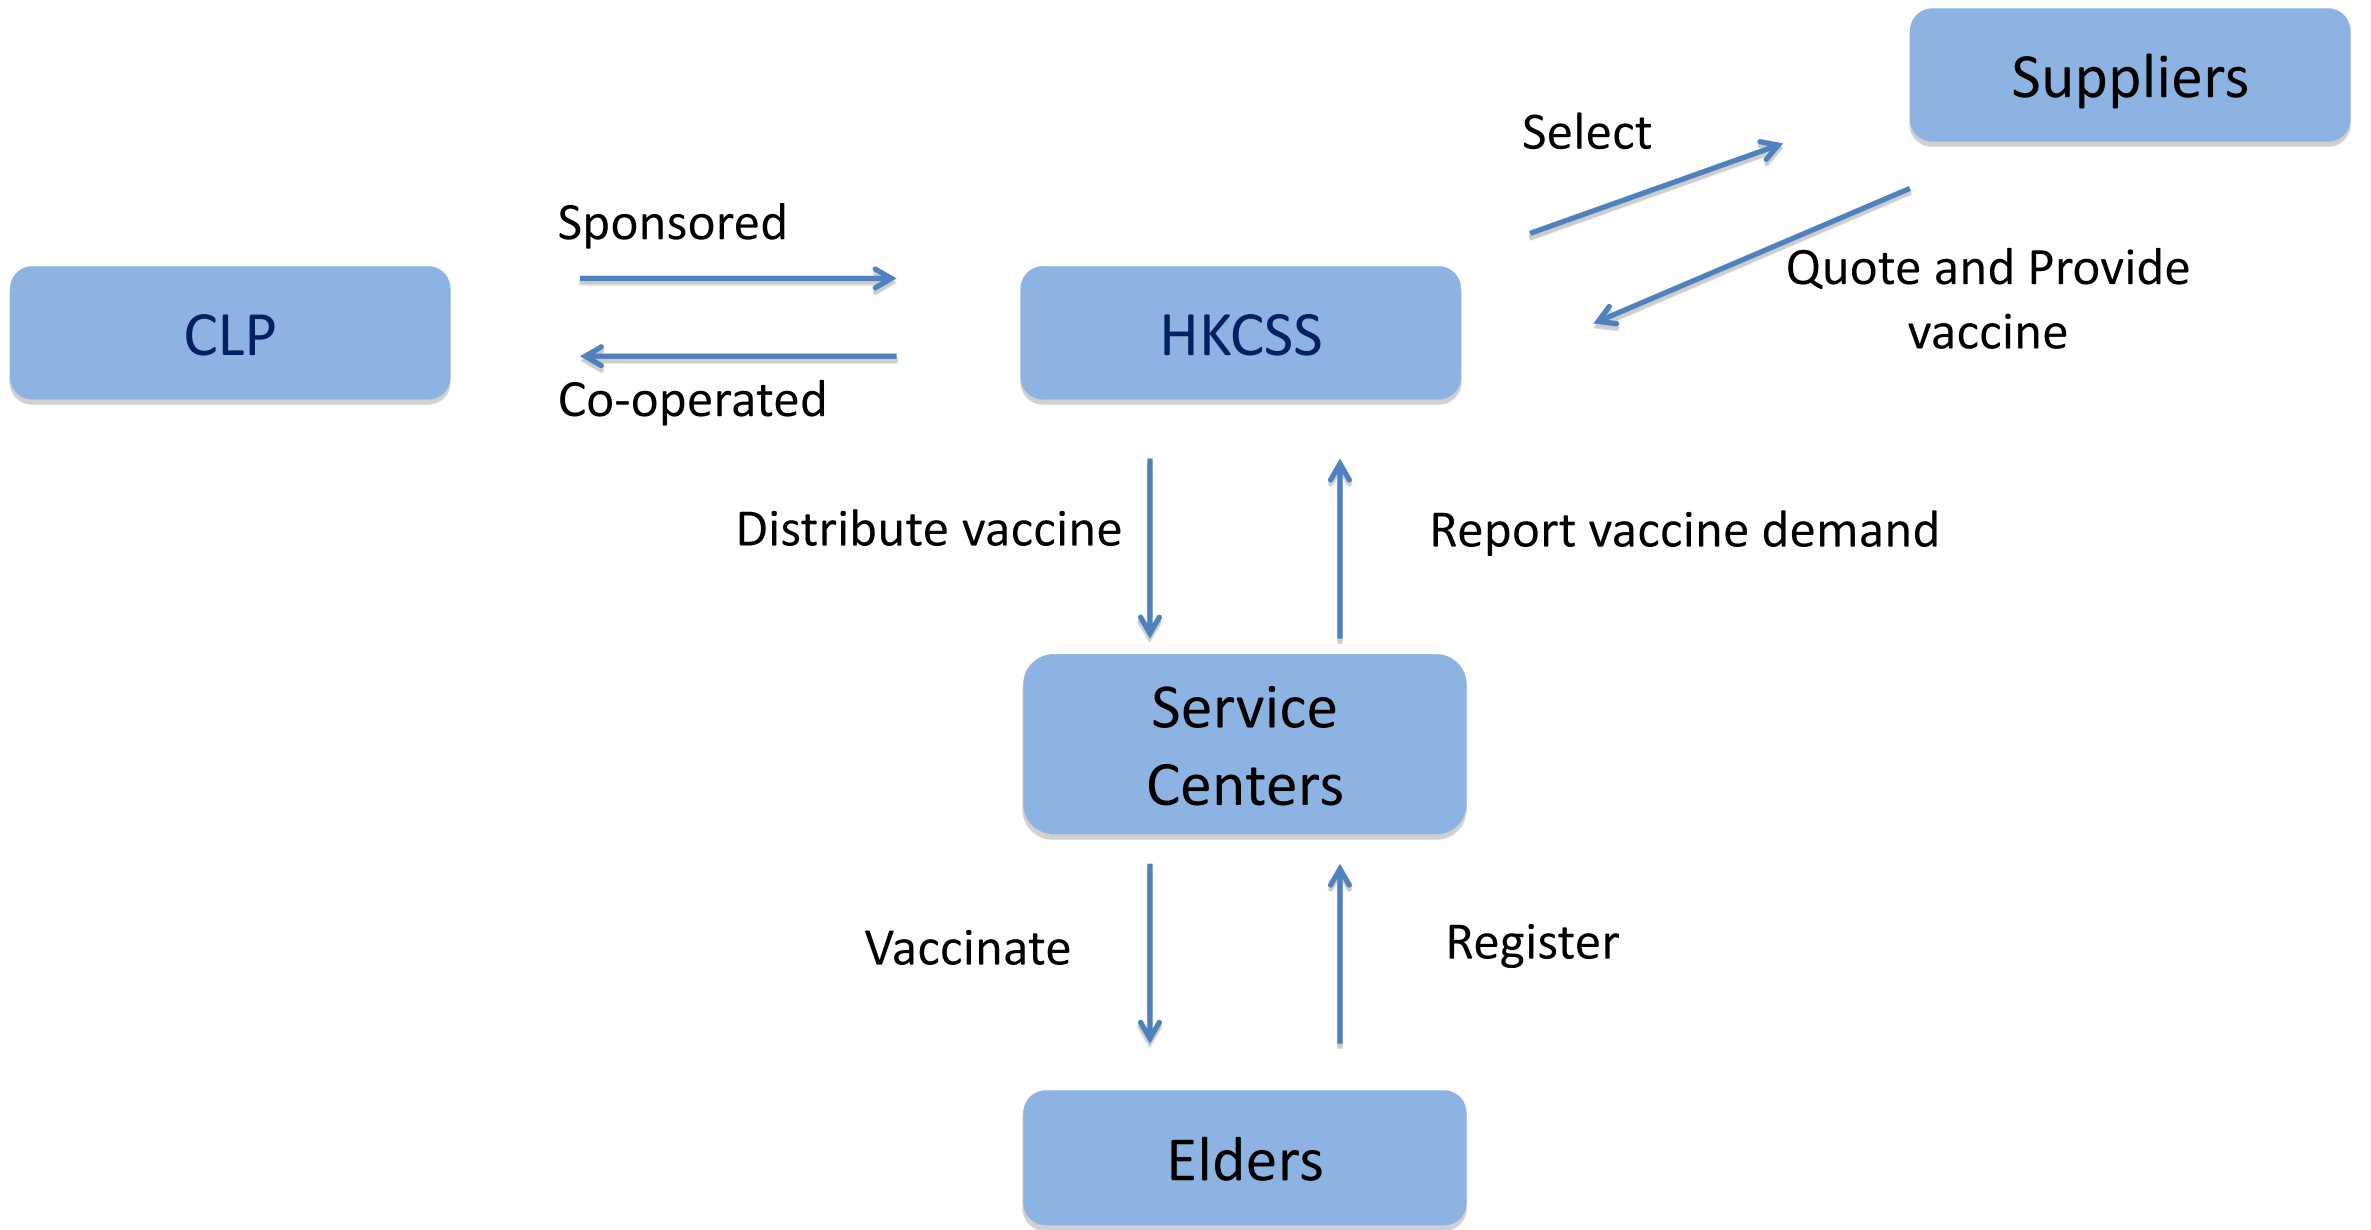 Suppliers
Select
Sponsored
Quote and Provide
vaccine
CLP
HKCSS
Co-operated
Distribute vaccine
Report vaccine demand
Service
Centers
Vaccinate
Register
Elders